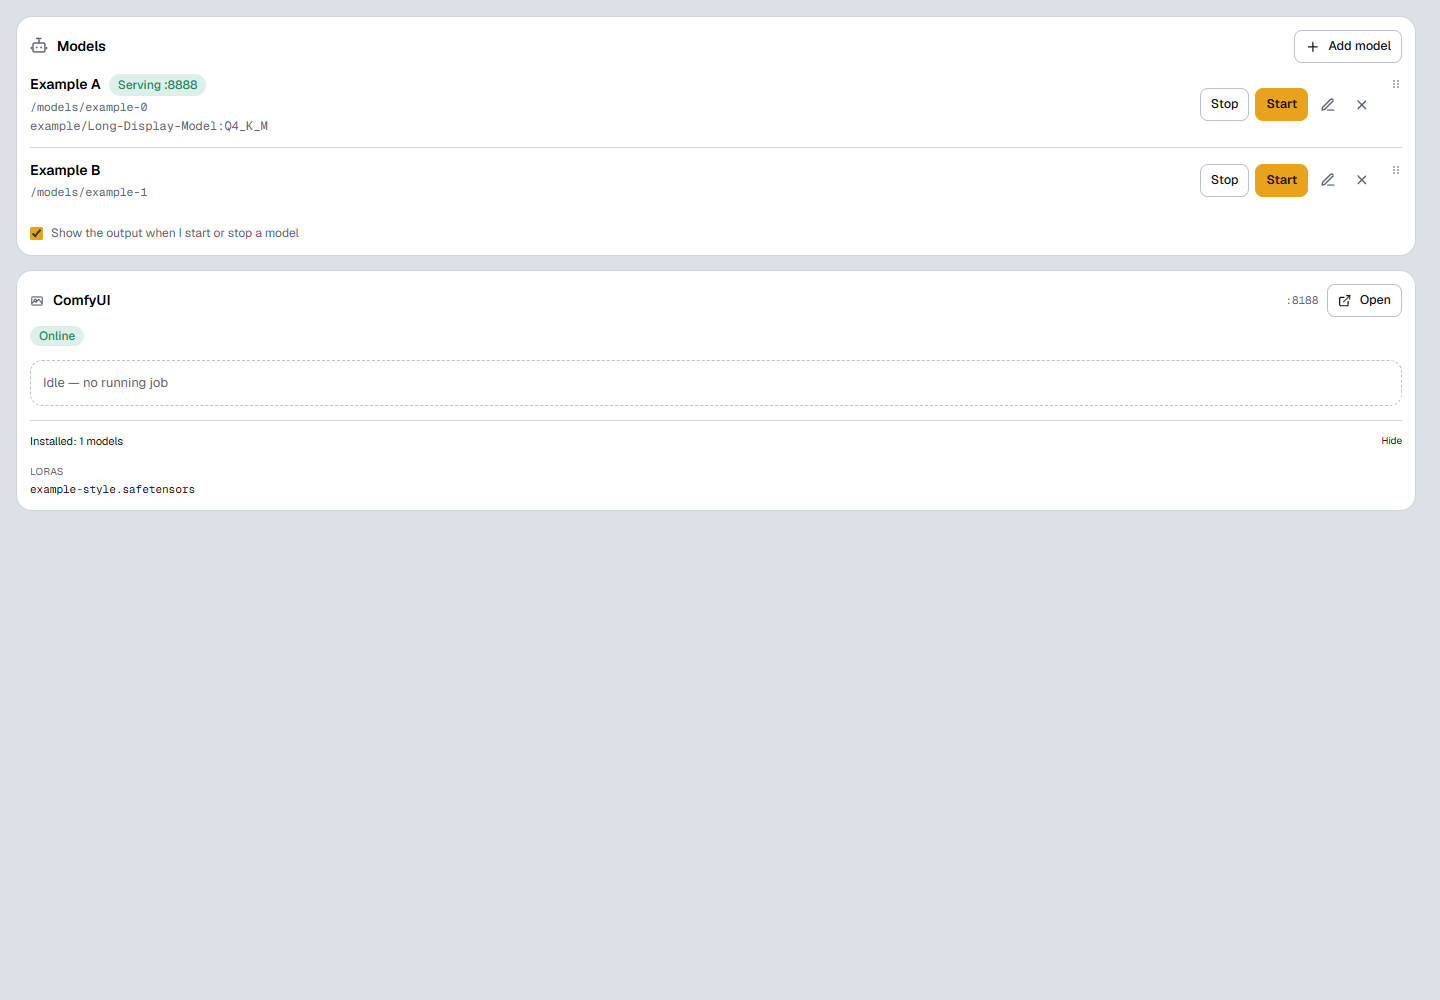 Models
Add model
Example A
Serving :8888
/models/example-0
example/Long-Display-Model:Q4_K_M
Stop
Start
Example B
/models/example-1
Stop
Start
Show the output when I start or stop a model
ComfyUI
:8188
Open
Online
Idle — no running job
Installed: 1 models
Hide
LORAS
example-style.safetensors